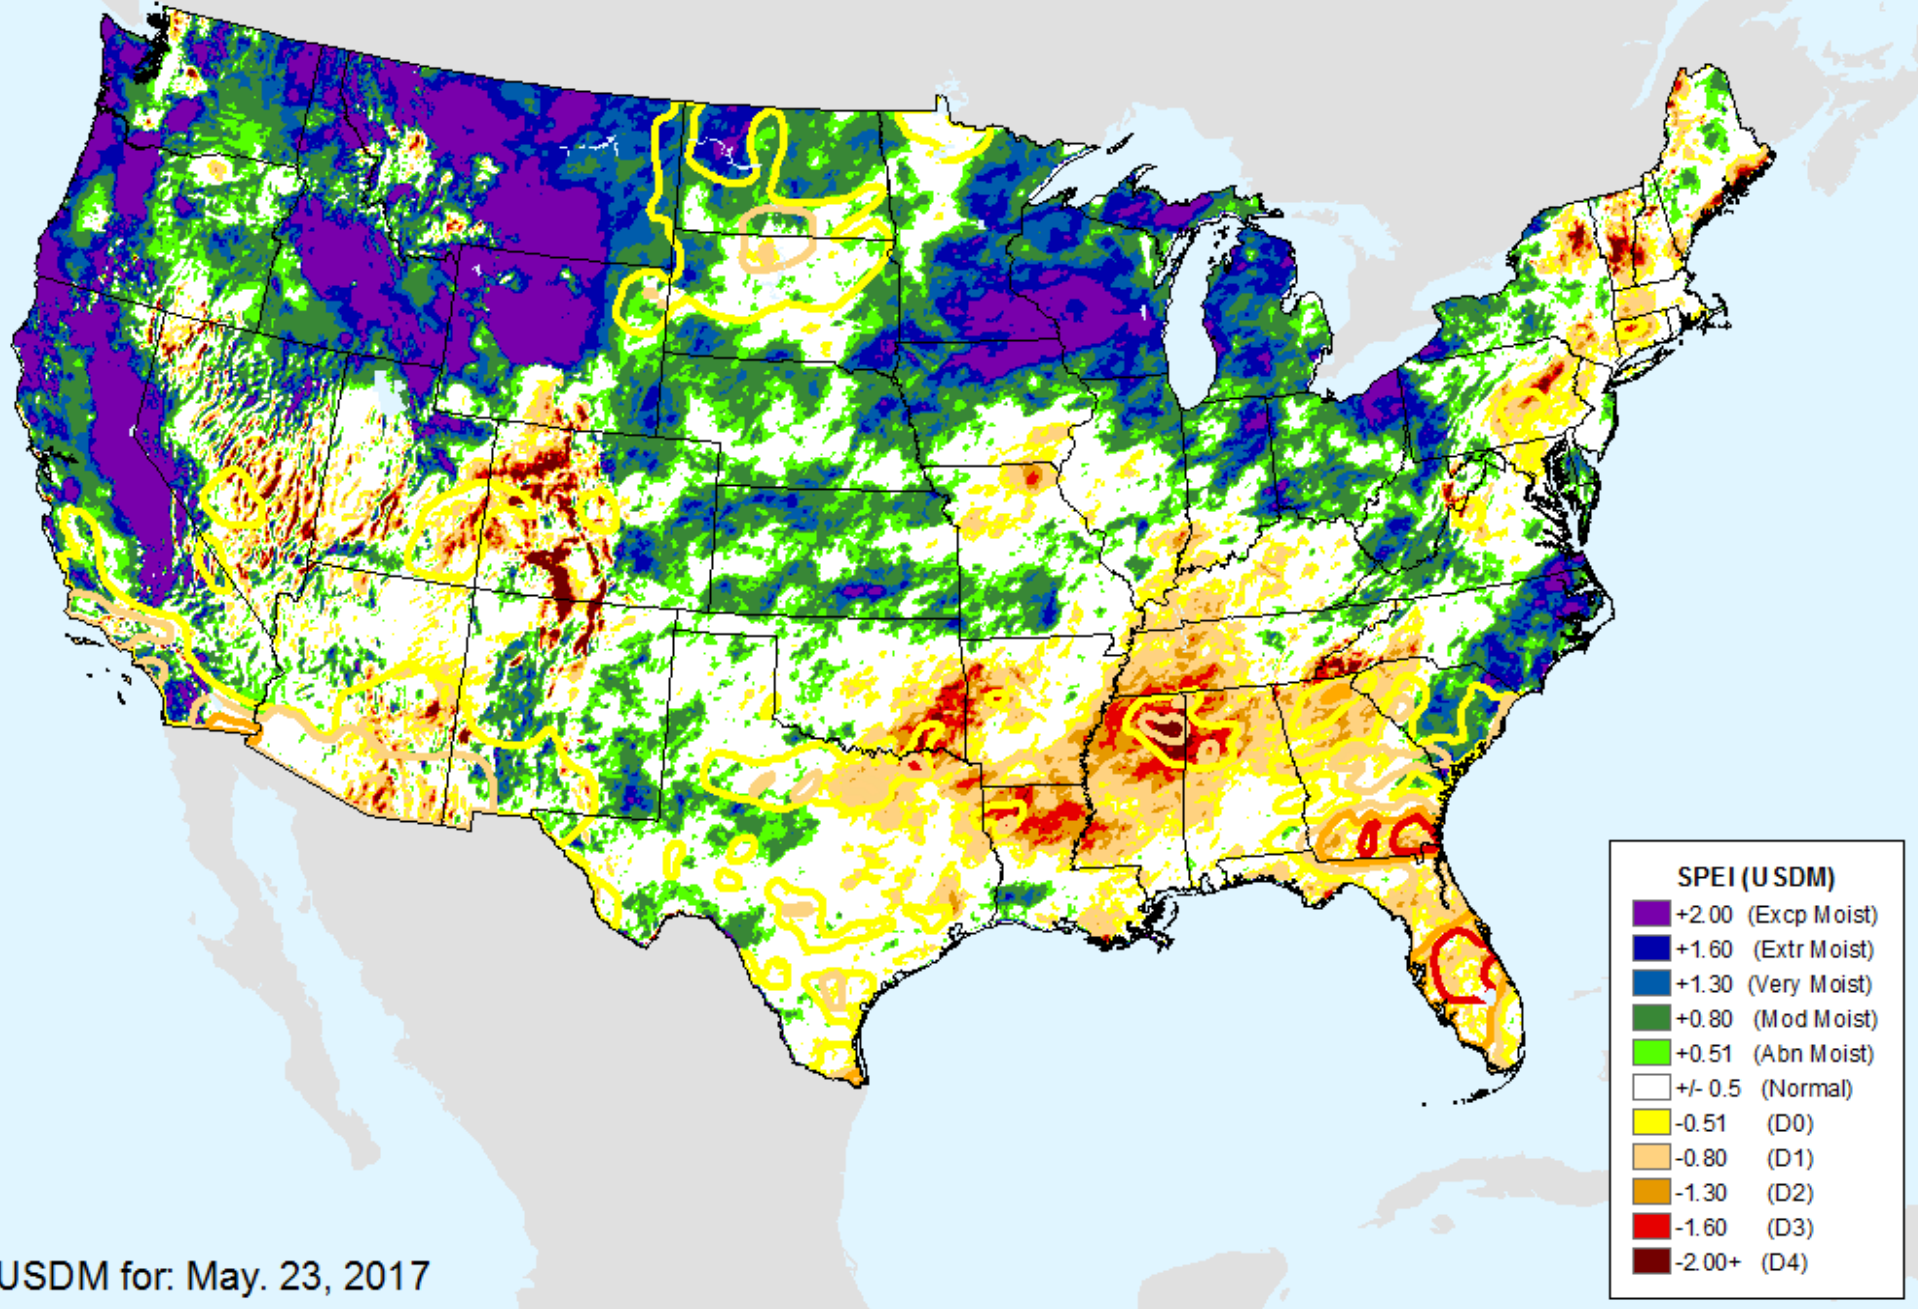 SPEI (USDM)
+2.00 (Excp Moist)
+1.60 (Extr Moist)
+1.30 (Very Moist)
+0.80 (Mod Moist)
+0.51 (Abn Moist)
+/- 0.5 (Normal)
-0.51 (D0)
-0.80 (D1)
-1.30 (D2)
-1.60 (D3)
-2.00+ (D4)
USDM for: May. 23, 2017